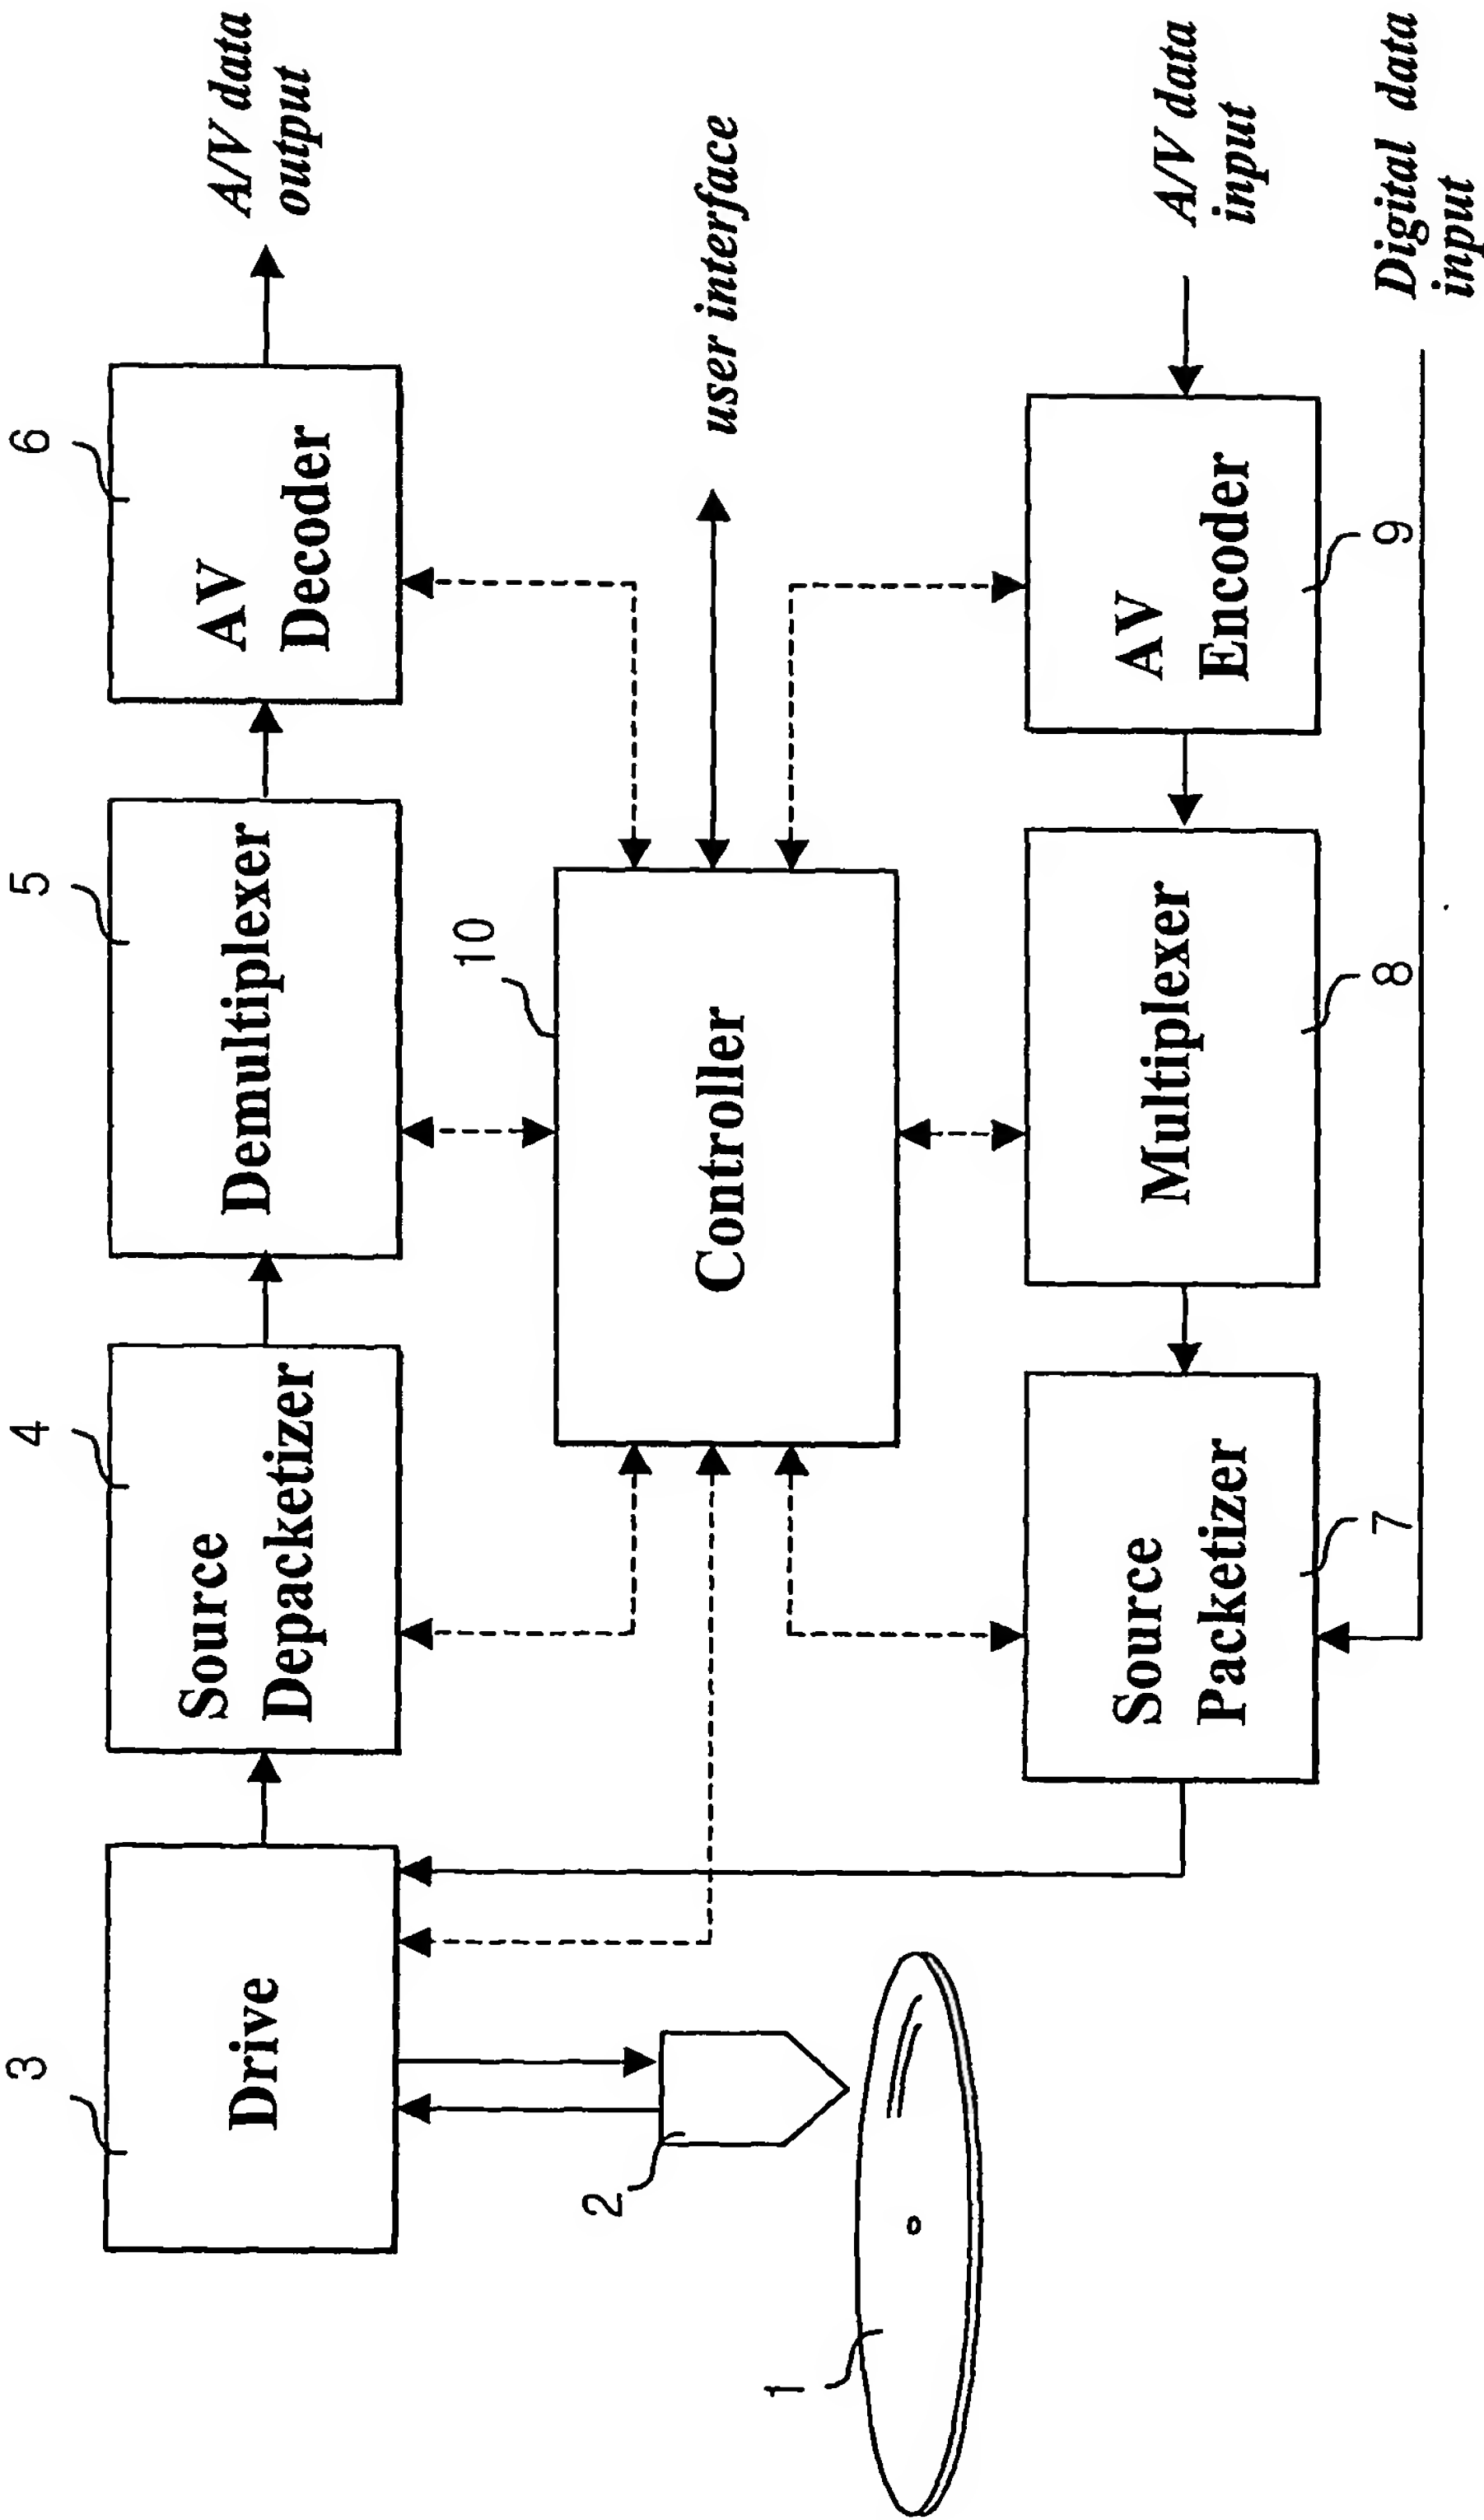 3
Drive
4
Source
Depacketizer
5
Demultiplexer
6
AV
Decoder
A/V data
output
2
1
10
Controller
user interface
Source
Packetizer
7
Multiplexer
8
AV
Encoder
9
A/V data
input
Digital data
input